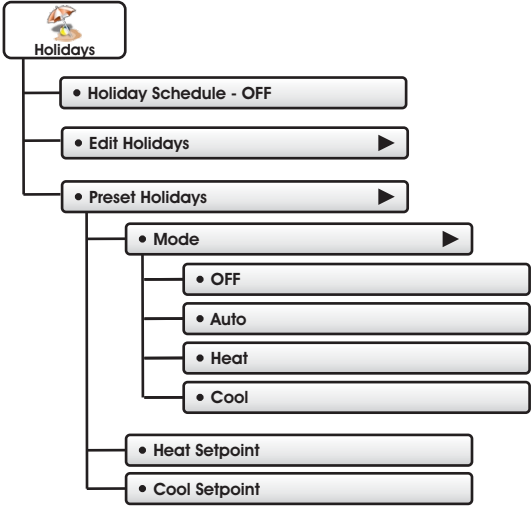 Holidays
• Holiday Schedule - OFF
• Edit Holidays
• Preset Holidays
• Mode
• OFF
• Auto
• Heat
• Cool
• Heat Setpoint
• Cool Setpoint